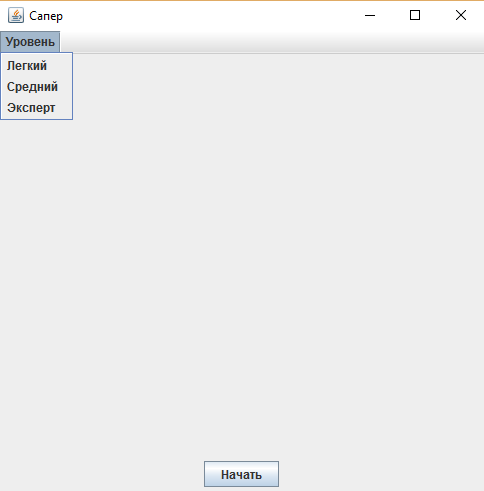 Сапер
Уровень
Легкий
Средний
Эксперт
Начать